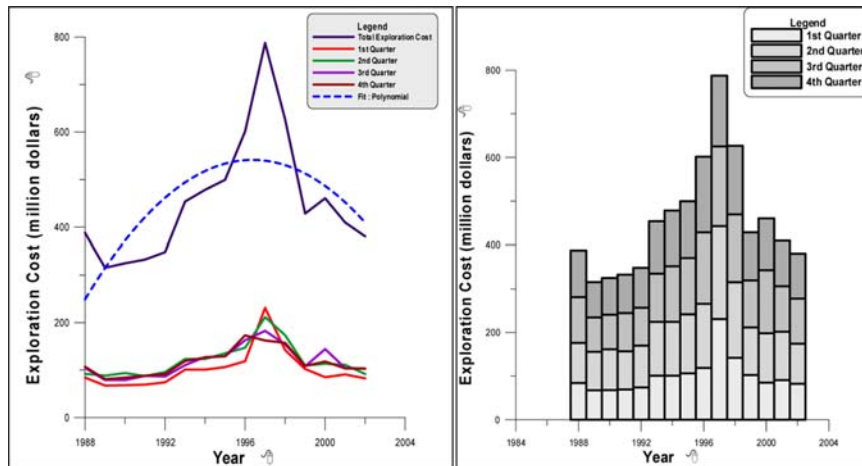 Legend
Total Exploration Cost
1st Quarter
2nd Quarter
3rd Quarter
4th Quarter
Fit : Polynomial
Exploration Cost (million dollars)
800
600
400
200
0
1988
1992
1996
2000
2004
Year
Legend
1st Quarter
2nd Quarter
3rd Quarter
4th Quarter
Exploration Cost (million dollars)
800
600
400
200
0
1984
1988
1992
1996
2000
2004
Year